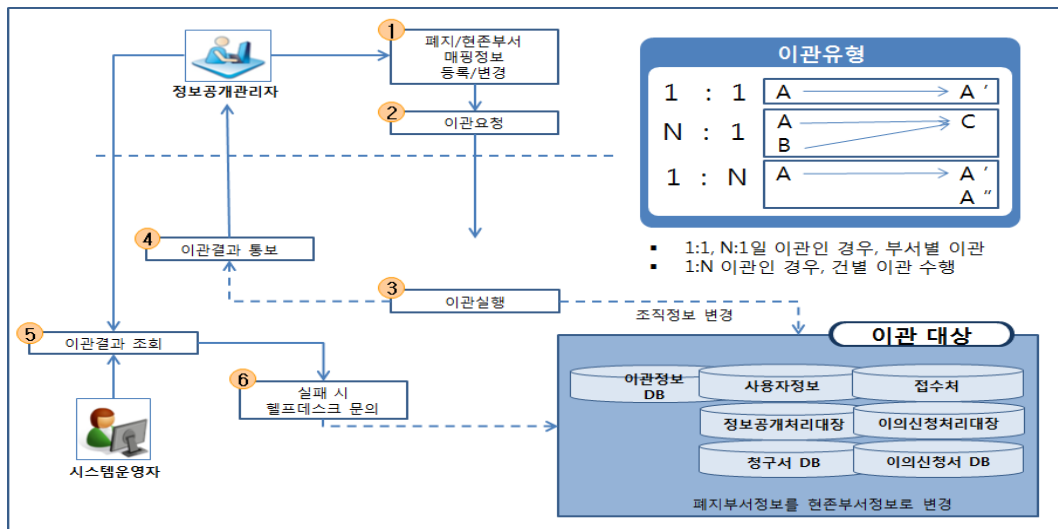 정보공개관리자
1
폐지/현존부서
매핑정보
등록/변경
2
이관요청
이관유형
1 : 1
A
A ′
N : 1
A
B
C
1 : N
A
A ′
A ″
▪ 1:1, N:1일 이관인 경우, 부서별 이관
▪ 1:N 이관인 경우, 건별 이관 수행
4
이관결과 통보
3
이관실행
조직정보 변경
5
이관결과 조회
6
실패 시
헬프데스크 문의
시스템운영자
이관 대상
이관정보
DB
사용자정보
접수처
정보공개처리대장
이의신청처리대장
청구서 DB
이의신청서 DB
폐지부서정보를 현존부서정보로 변경